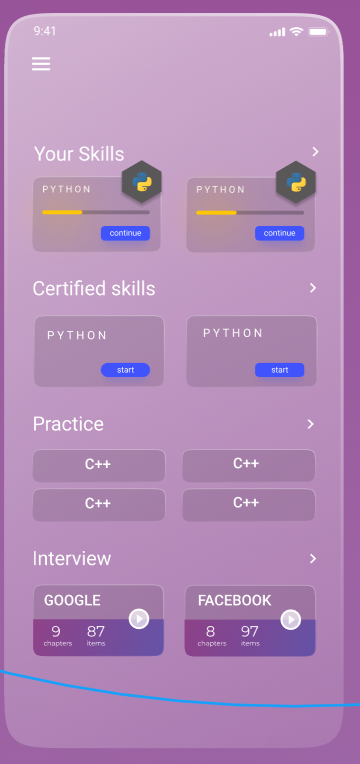 9:41
Your Skills
PYTHON
PYTHON
continue
continue
Certified skills
PYTHON
PYTHON
start
start
Practice
C++
C++
C++
C++
Interview
GOOGLE
FACEBOOK
9
87
8
97
chapters
items
chapters
items